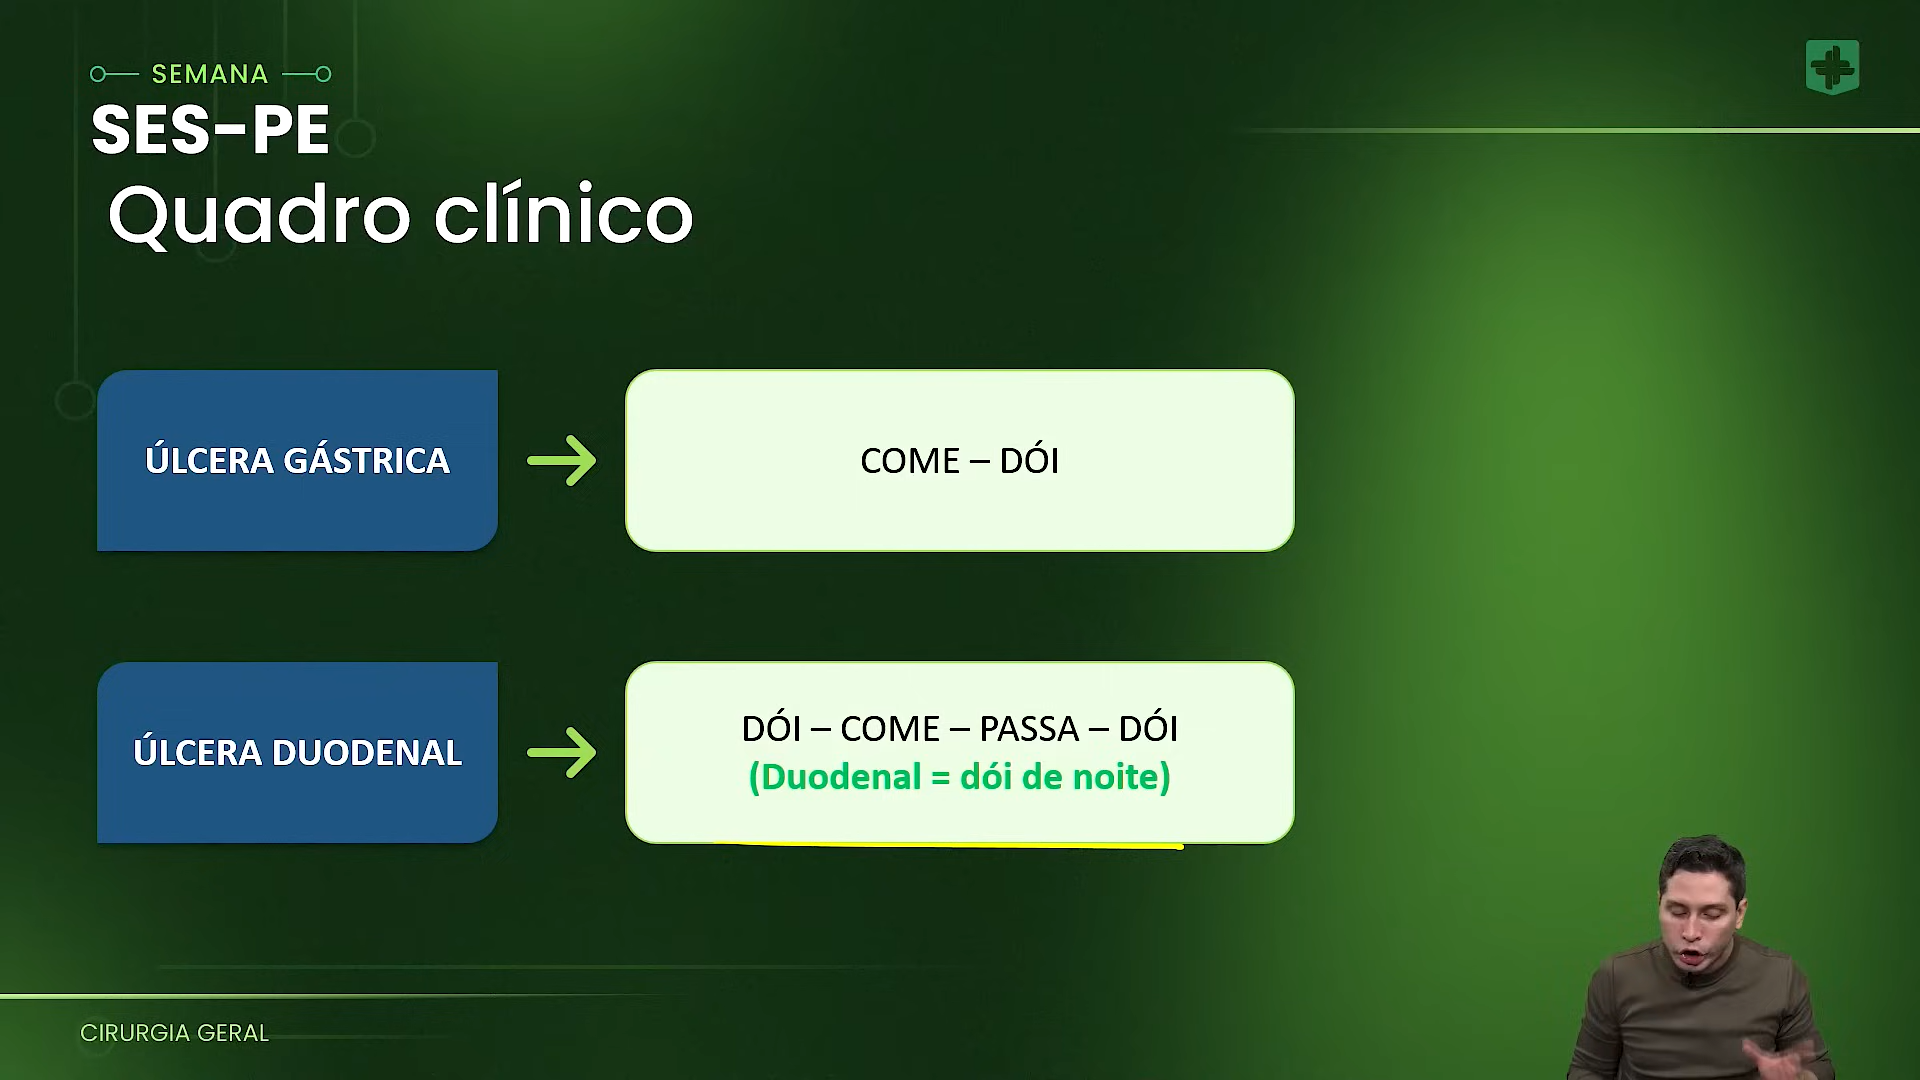 SEMANA
SES-PE
Quadro clínico
ÚLCERA GÁSTRICA
COME – DÓI
ÚLCERA DUODENAL
DÓI – COME – PASSA – DÓI
(Duodenal = dói de noite)
CIRURGIA GERAL